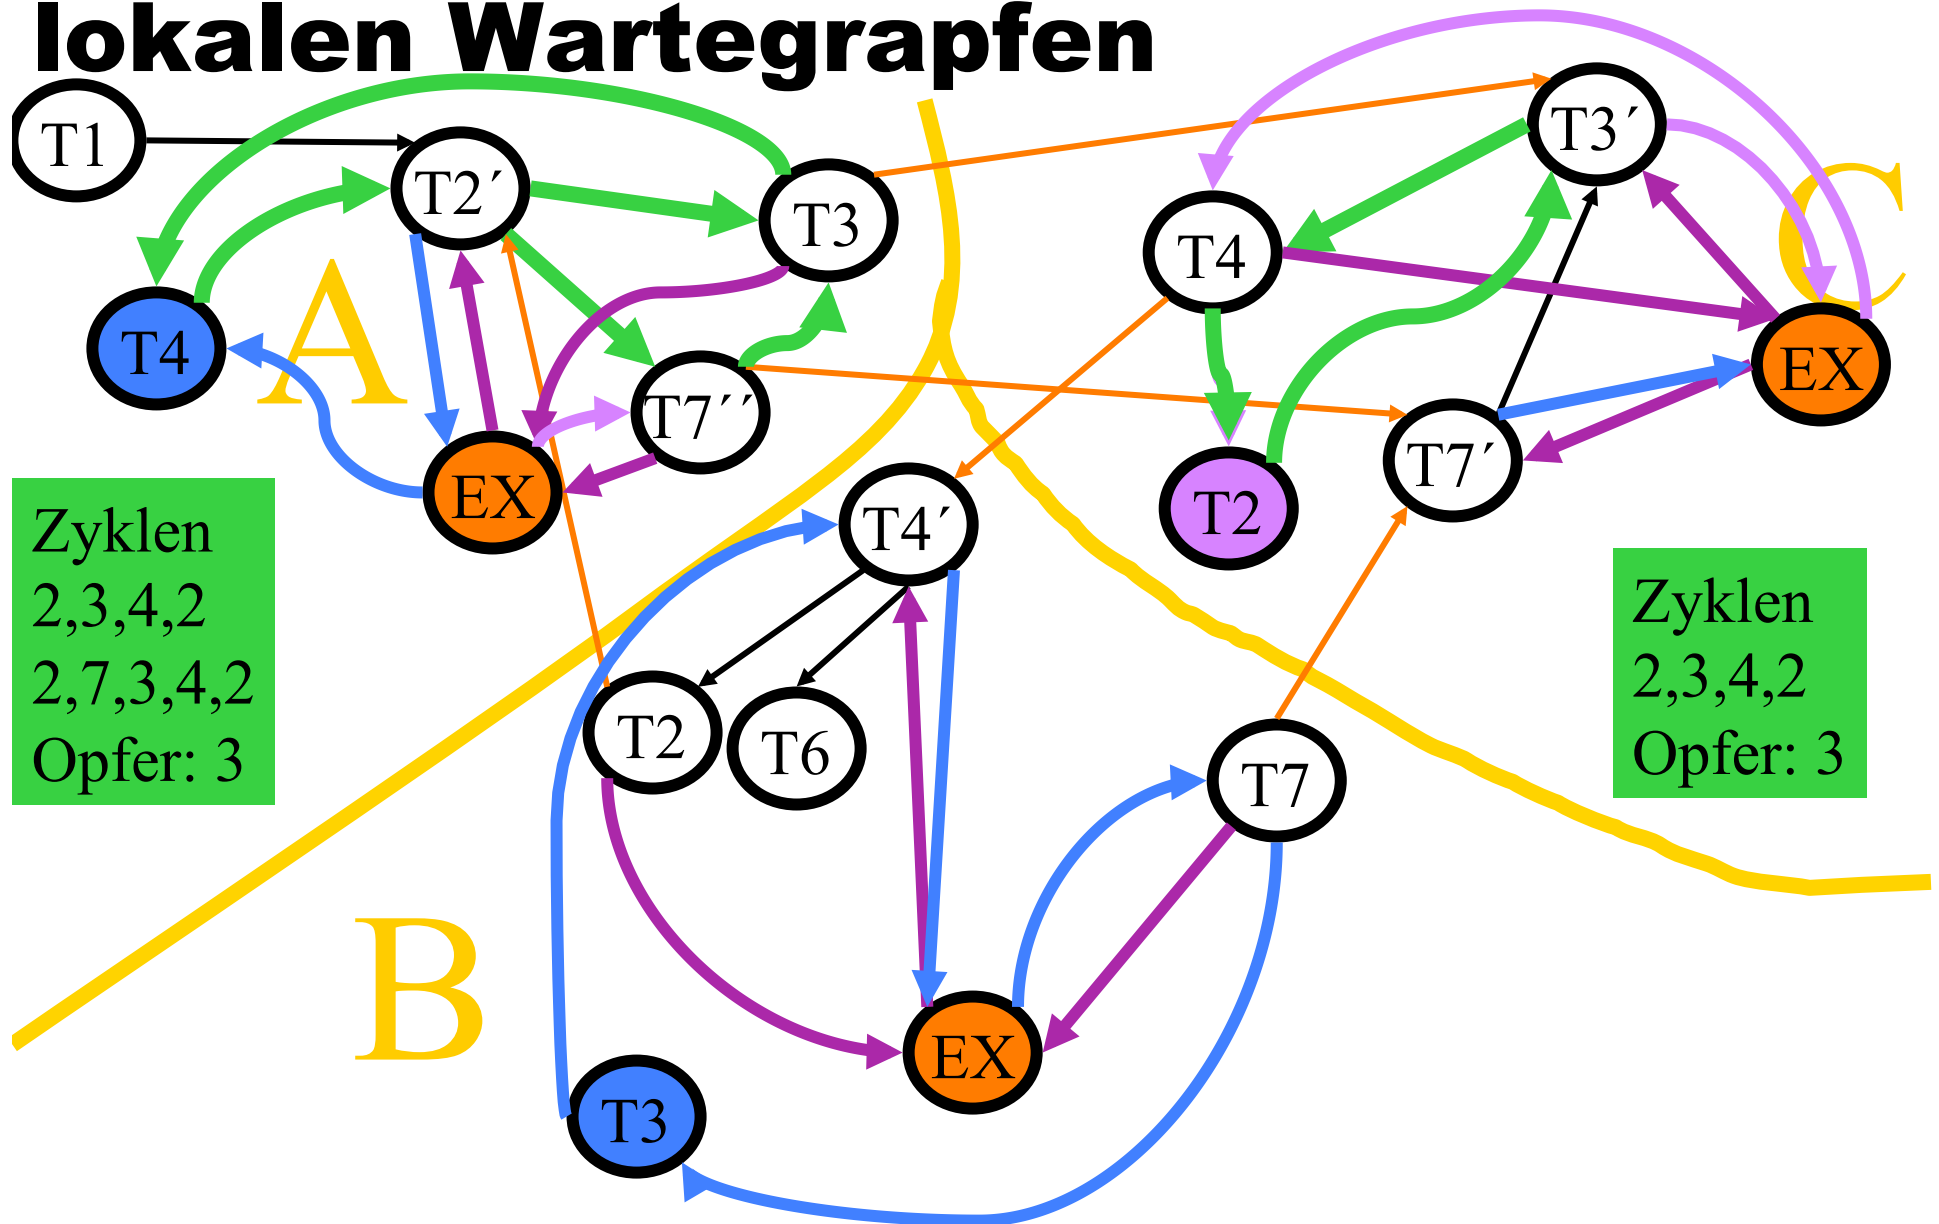 lokalen Wartegrapfen
T1
T2´
T3
T4
A
EX
T7´´
Zyklen
2,3,4,2
2,7,3,4,2
Opfer: 3
T3´
C
T4
EX
T2
T7´
Zyklen
2,3,4,2
Opfer: 3
T4´
T2
T6
T7
B
EX
T3